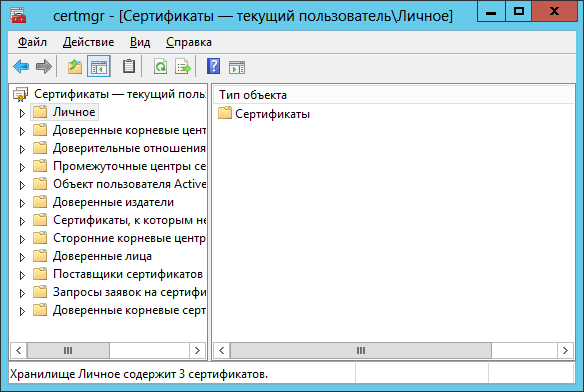 certmgr - [Сертификаты — текущий пользователь\Личное]
Файл Действие Вид Справка
Сертификаты — текущий поль
Личное
Доверенные корневые цент
Доверительные отношения
Промежуточные центры се
Объект пользователя Active
Доверенные издатели
Сертификаты, к которым не
Сторонние корневые центр
Доверенные лица
Поставщики сертификатов
Запросы заявок на сертифи
Доверенные корневые серт
Тип объекта
Сертификаты
Хранилище Личное содержит 3 сертификатов.